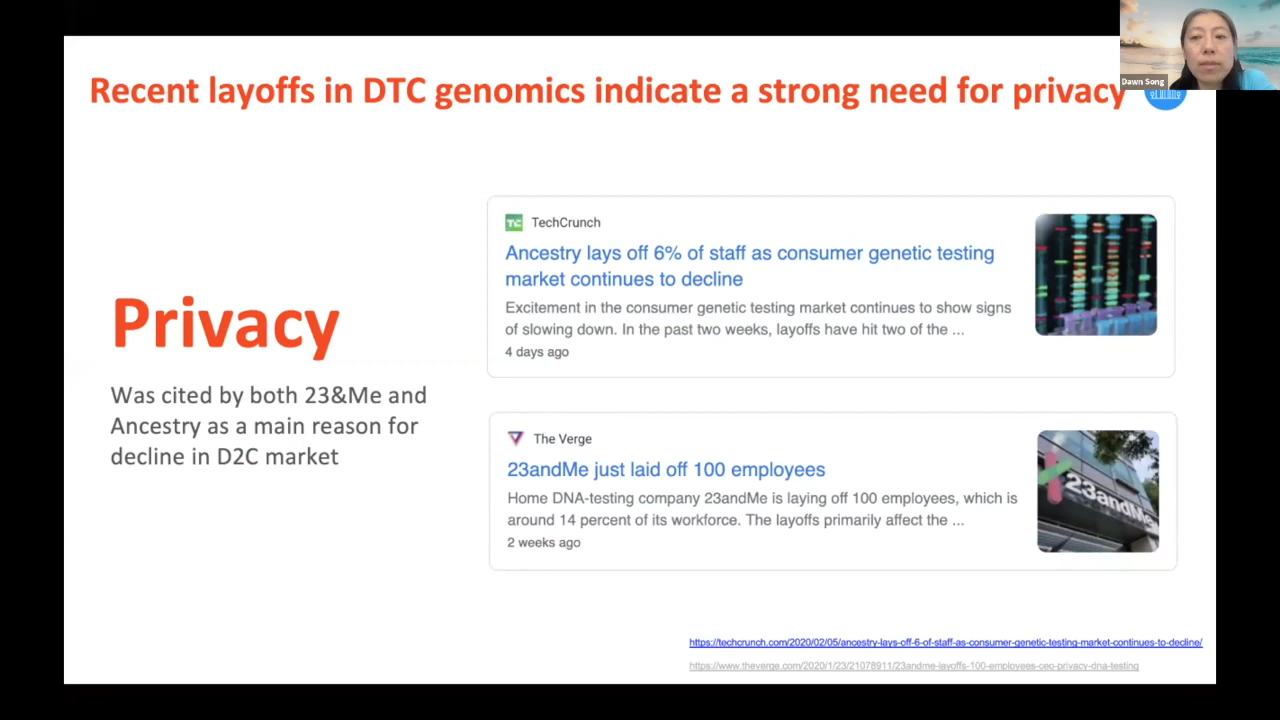 Recent layoffs in DTC genomics indicate a strong need for privacy
Dawn Song
Privacy
Was cited by both 23&Me and
Ancestry as a main reason for
decline in D2C market
TC
TechCrunch
Ancestry lays off 6% of staff as consumer genetic testing
market continues to decline
Excitement in the consumer genetic testing market continues to show signs
of slowing down. In the past two weeks, layoffs have hit two of the ...
4 days ago
The Verge
23andMe just laid off 100 employees
Home DNA-testing company 23andMe is laying off 100 employees, which is
around 14 percent of its workforce. The layoffs primarily affect the ...
2 weeks ago
23andMe
https://techcrunch.com/2020/02/05/ancestry-lays-off-6-of-staff-as-consumer-genetic-testing-market-continues-to-decline/
https://www.theverge.com/2020/1/23/21078911/23andme-layoffs-100-employees-ceo-privacy-dna-testing